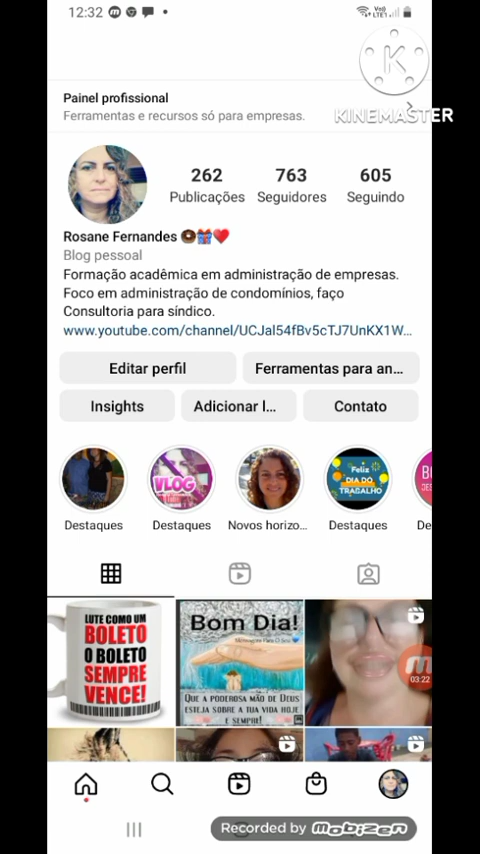 12:32
Vo))
LTE1
K
KINEMASTER
Painel profissional
Ferramentas e recursos só para empresas.
262
763
605
Publicações
Seguidores
Seguindo
Rosane Fernandes
Blog pessoal
Formação acadêmica em administração de empresas.
Foco em administração de condomínios, faço
Consultoria para síndico.
www.youtube.com/channel/UCJal54fBv5cTJ7UnKX1W...
Editar perfil
Ferramentas para an...
Insights
Adicionar l...
Contato
VLOG
Feliz
DIA DO
TRABALHO
Destaques
Destaques
Novos horizo...
Destaques
De
LUTE COMO UM
BOLETO
O BOLETO
SEMPRE
VENCE!
Bom Dia!
QUE A PODEROSA MÃO DE DEUS
ESTEJA SOBRE A TUA VIDA HOJE
E SEMPRE!
03:22
Recorded by MOBIZEN